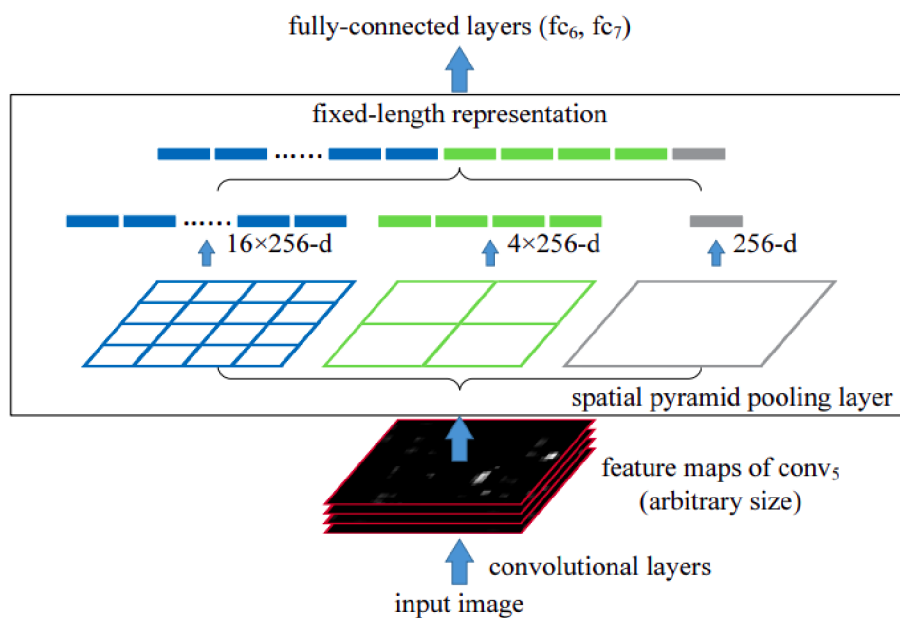 fully-connected layers (fc₆, fc₇)
fixed-length representation
......
......
16×256-d
4×256-d
256-d
spatial pyramid pooling layer
feature maps of conv₅
(arbitrary size)
convolutional layers
input image